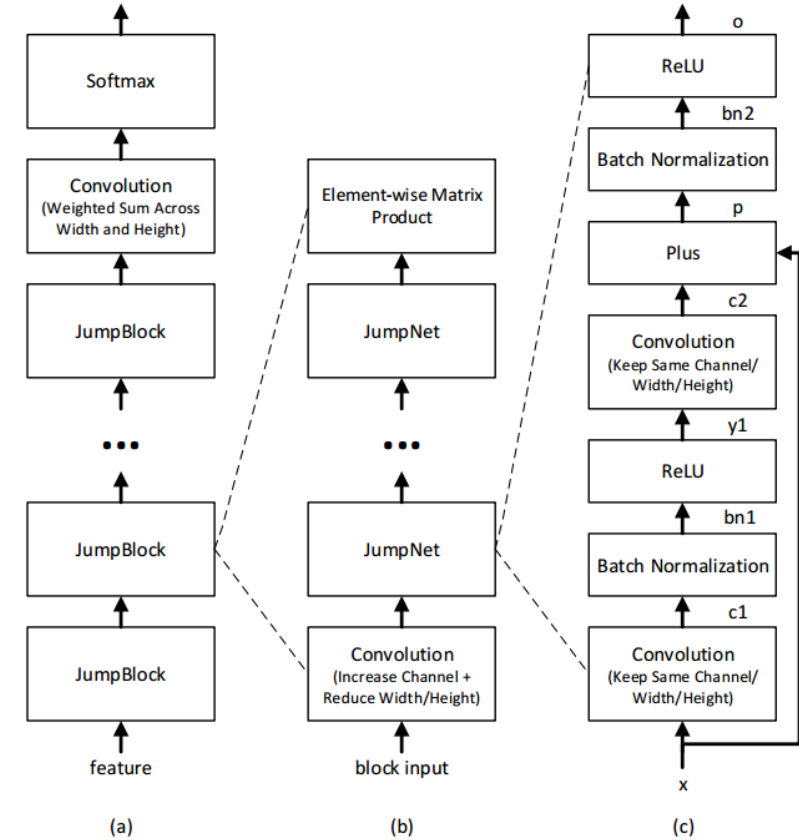 Softmax
Convolution
(Weighted Sum Across
Width and Height)
JumpBlock
•••
JumpBlock
JumpBlock
feature
(a)
Element-wise Matrix
Product
JumpNet
•••
JumpNet
Convolution
(Increase Channel +
Reduce Width/Height)
block input
(b)
o
ReLU
bn2
Batch Normalization
p
Plus
c2
Convolution
(Keep Same Channel/
Width/Height)
y1
ReLU
bn1
Batch Normalization
c1
Convolution
(Keep Same Channel/
Width/Height)
x
(c)